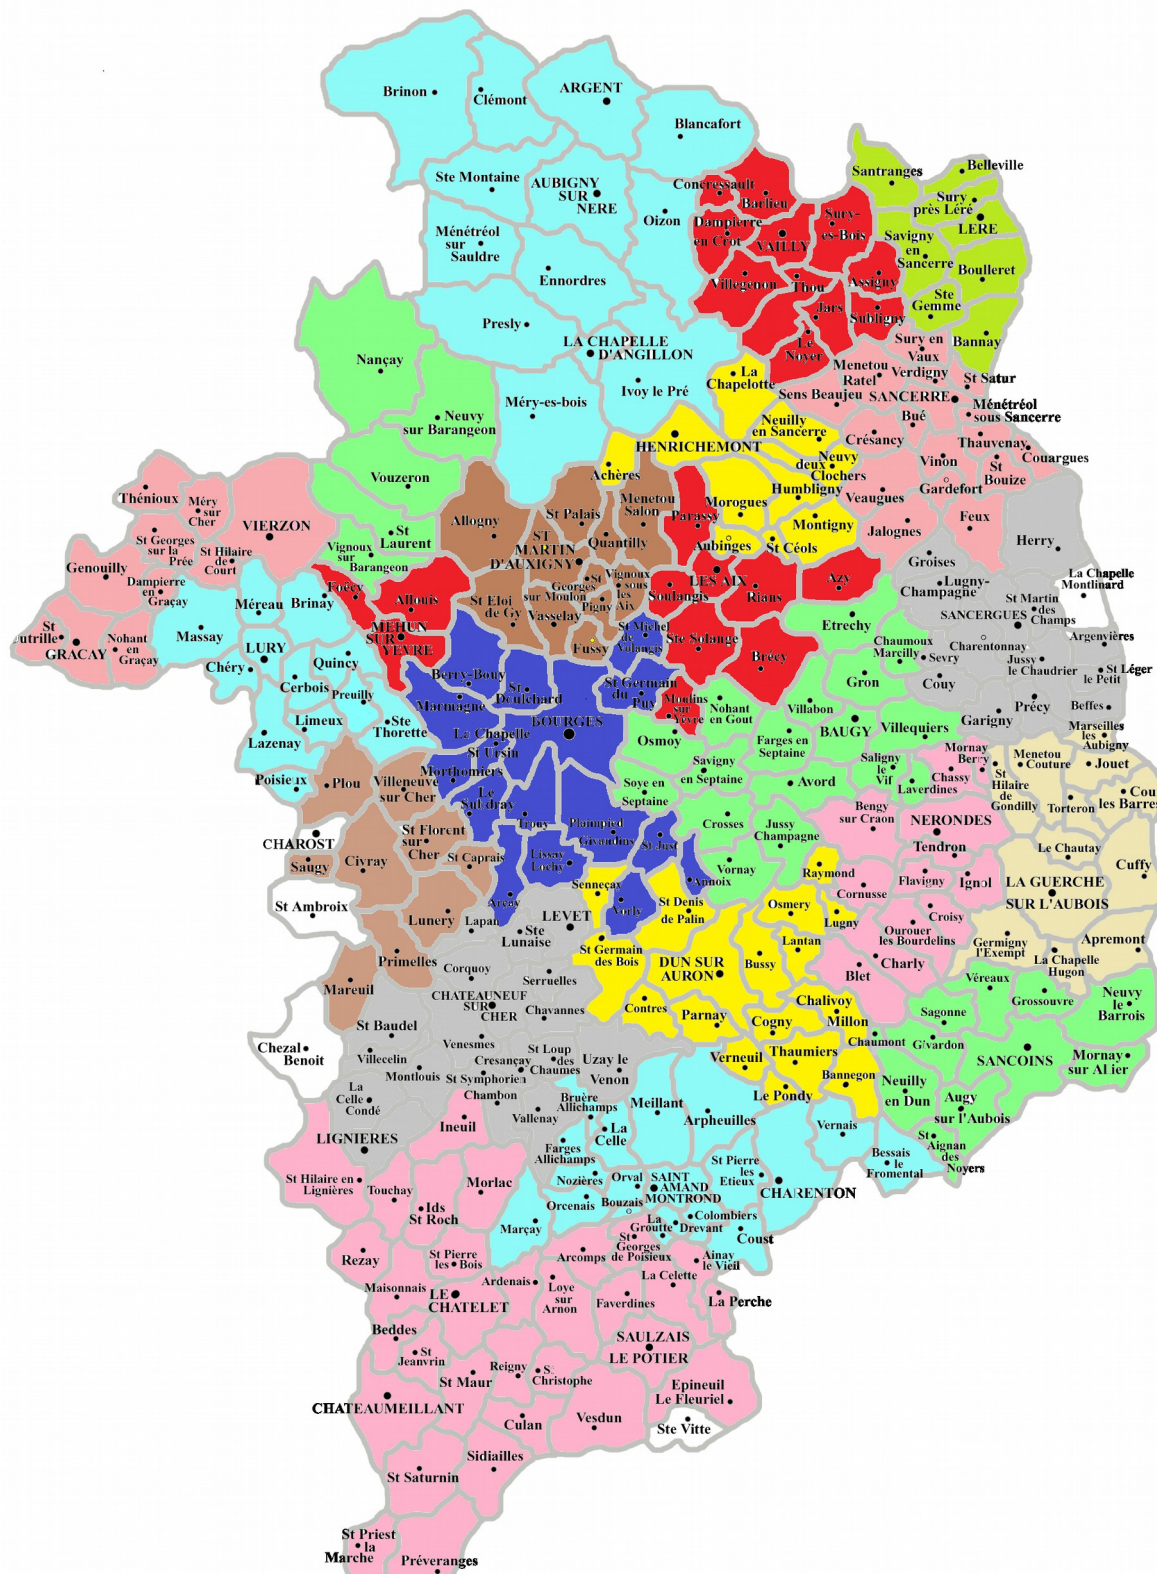 Brinon
Clémont
ARGENT
Blancafort
Ste Montaine
AUBIGNY
SUR
NERE
Oizon
Concressault
Barlieu
Dampierre
en Crot
VAILLY
Sury-
es-Bois
Santranges
Belleville
Sury
près Léré
LERE
Savigny
en
Sancerre
Boulleret
Ste
Gemme
Bannay
Ménétréol
sur
Sauldre
Ennordres
Villegenon
Thou
Assigny
Jars
Subligny
Le
Noyer
Presly
LA CHAPELLE
D'ANGILLON
Ivoy le Pré
Méry-es-bois
Nançay
Neuvy
sur Barangeon
La
Chapelotte
Sury en
Vaux
Menetou
Ratel
Verdigny
St Satur
Sens Beaujeu
SANCERRE
Ménétréol
sous Sancerre
Bué
Crésancy
Thauvenay
Couargues
Vinon
St
Bouize
Gardefort
Veaugues
Jalognes
Feux
HENRICHEMONT
Neuilly
en Sancerre
Neuvy
deux
Clochers
Achères
Humbligny
Morogues
Montigny
Aubinges
St Céols
Vouzeron
St
Laurent
Vignoux
sur
Barangeon
Thénioux
Méry
sur
Cher
VIERZON
St Georges
sur la
Prée
St Hilaire
de
Court
Genouilly
Dampierre
en
Graçay
St
utrille
GRACAY
Nohant
en
Graçay
Allogny
St Palais
Menetou
Salon
ST
MARTIN
D'AUXIGNY
Quantilly
St
Georges
sur Moulon
Vignoux
sous
les
Aix
Pigny
St Eloi
de Gy
Vasselay
Fussy
Parassy
LES AIX
Soulangis
Rians
Azy
Ste Solange
Brécy
Moulins
sur
Yèvre
Foëcy
Allouis
MEHUN
SUR
YEVRE
Massay
Méreau
Brinay
LURY
Chéry
Quincy
Cerbois
Preuilly
Limeux
Ste
Thorette
Lazenay
Poisieux
St Michel
de
Volangis
Berry-Bouy
Marmagne
St
Doulchard
St Germain
du
Puy
BOURGES
La Chapelle
St Ursin
Morthomiers
Le
Subdray
Trouy
Plaimpied
Givaudins
St Just
Lissay
Lochy
Annoix
Arcay
Vorly
Groises
Herry
Lugny-
Champagne
La Chapelle
Montlinard
SANCERGUES
St Martin
des
Champs
Charentonnay
Argenvières
Sevry
Jussy
le Chaudrier
St Léger
le Petit
Couy
Précy
Beffes
Garigny
Marseilles
les
Aubigny
Etrechy
Chaumoux
Marcilly
Gron
Villabon
Nohant
en Gout
BAUGY
Villequiers
Osmoy
Farges en
Septaine
Savigny
en Septaine
Saligny
le
Vif
Laverdines
Avord
Soye en
Septaine
Crosses
Jussy
Champagne
Vornay
Mornay
Berry
Chassy
St
Hilaire
de
Gondilly
Menetou
Couture
Jouet
Torteron
Cou
les Barres
Bengy
sur Craon
NERONDES
Tendron
Le Chautay
Cuffy
Flavigny
Ignol
Cornusse
LA GUERCHE
SUR L'AUBOIS
Croisy
Ourouer
les Bourdelins
Germigny
l'Exempt
Apremont
La Chapelle
Hugon
Blet
Charly
Plou
Villeneuve
sur Cher
CHAROST
St Florent
sur
Cher
Saugy
Civray
St Caprais
St Ambroix
Lunery
Primelles
Mareuil
Senneçay
Raymond
St Denis
de Palin
Osmery
Lugny
St Germain
des Bois
DUN SUR
AURON
Bussy
Lantan
Contres
Parnay
Cogny
Chalivoy
Millon
Verneuil
Thaumiers
Bannegon
Le Pondy
LEVET
Lapan
Ste
Lunaise
Corquoy
Serruelles
CHATEAUNEUF
SUR
CHER
Chavannes
St Baudel
Venesmes
Villecelin
Cresançay
St Loup
des
Chaumes
Uzay le
Venon
Montlouis
St Symphorien
Chambon
Vallenay
La
Celle
Condé
Chezal
Benoit
LIGNIERES
Véreaux
Grossouvre
Neuvy
le
Barrois
Sagonne
Givardon
Chaumont
SANCOINS
Mornay
sur Allier
Neuilly
en Dun
Augy
sur l'Aubois
St
Aignan
des
Noyers
Bruère
Allichamps
Meillant
Arpheuilles
La
Celle
Vernais
Farges
Allichamps
Bessais
le
Fromental
Nozières
Orval
SAINT
AMAND
MONTROND
St Pierre
les
Etieux
CHARENTON
Orcenais
Bouzais
Marçay
La
Groutte
Colombiers
Drevant
Coust
Ineuil
St Hilaire en
Lignières
Touchay
Morlac
Ids
St Roch
Rezay
St Pierre
les Bois
Arcomps
St
Georges
de Poisieux
Ainay
le Vieil
La Celette
Maisonnais
LE
CHATELET
Ardenais
Loye
sur
Arnon
Faverdines
La Perche
Beddes
St
Jeanvrin
SAULZAIS
LE POTIER
St Maur
Reigny
S
Christophe
CHATEAUMEILLANT
Epineuil
Le Fleuriel
Culan
Vesdun
Ste Vitte
Sidiailles
St Saturnin
St Priest
la
Marche
Préveranges